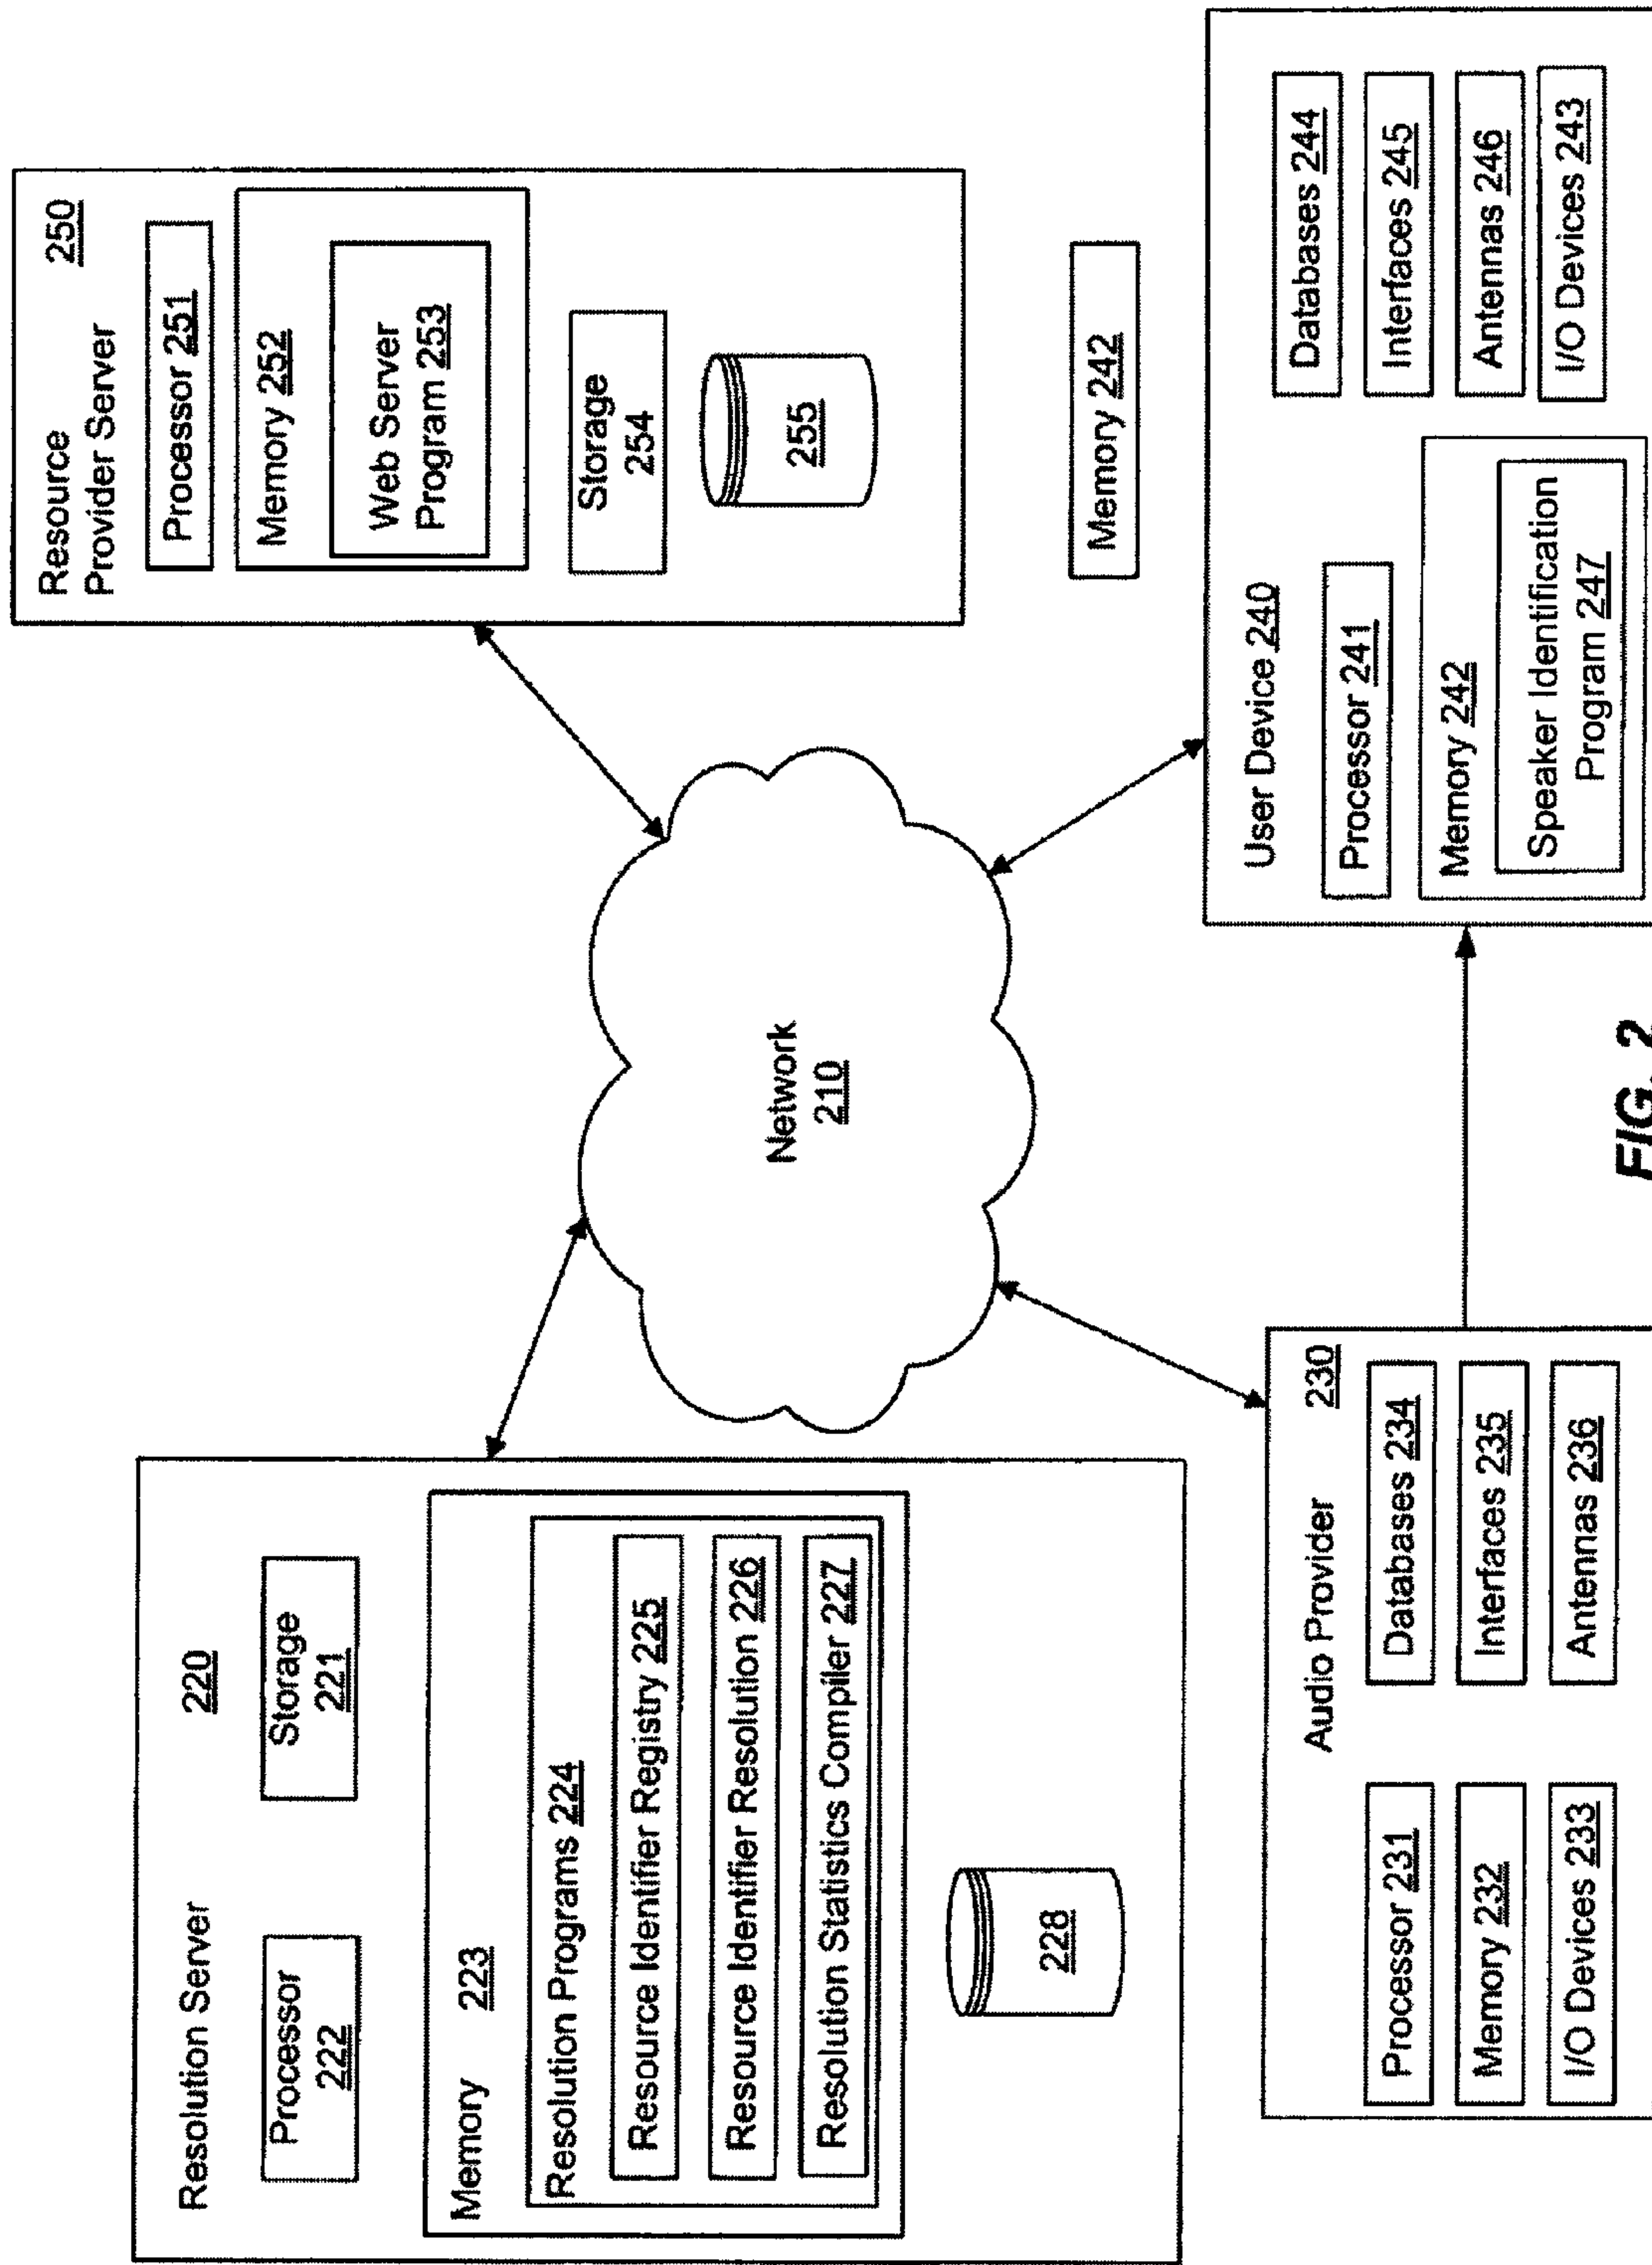 Resolution Server 220
Processor
222
Storage
221
Memory 223
Resolution Programs 224
Resource Identifier Registry 225
Resource Identifier Resolution 226
Resolution Statistics Compiler 227
228
Network
210
Resource 250
Provider Server
Processor 251
Memory 252
Web Server
Program 253
Storage
254
255
Memory 242
Audio Provider 230
Processor 231
Memory 232
I/O Devices 233
Databases 234
Interfaces 235
Antennas 236
User Device 240
Processor 241
Memory 242
Speaker Identification
Program 247
Databases 244
Interfaces 245
Antennas 246
I/O Devices 243
FIG. 2